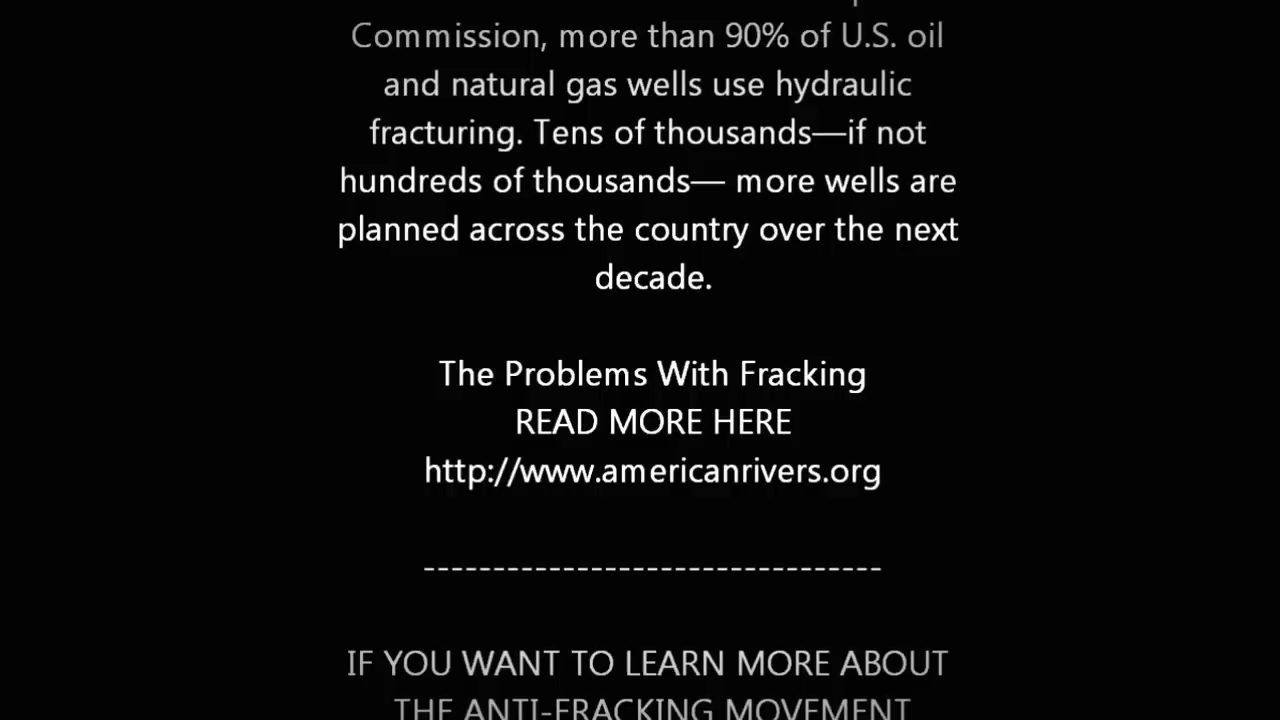 Commission, more than 90% of U.S. oil
and natural gas wells use hydraulic
fracturing. Tens of thousands—if not
hundreds of thousands— more wells are
planned across the country over the next
decade.
The Problems With Fracking
READ MORE HERE
http://www.americanrivers.org
---------------------------------
IF YOU WANT TO LEARN MORE ABOUT
THE ANTI-FRACKING MOVEMENT